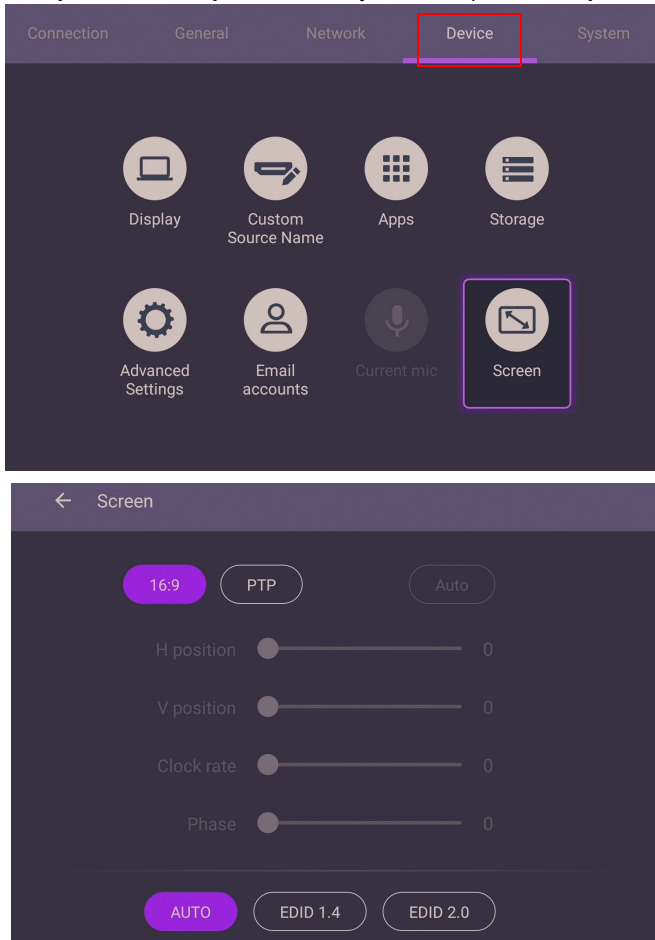 Connection General Network Device System
Display Custom Apps Storage
Source Name
Advanced Email Current mic Screen
Settings accounts
← Screen
16:9 PTP Auto
H position 0
V position 0
Clock rate 0
Phase 0
AUTO EDID 1.4 EDID 2.0